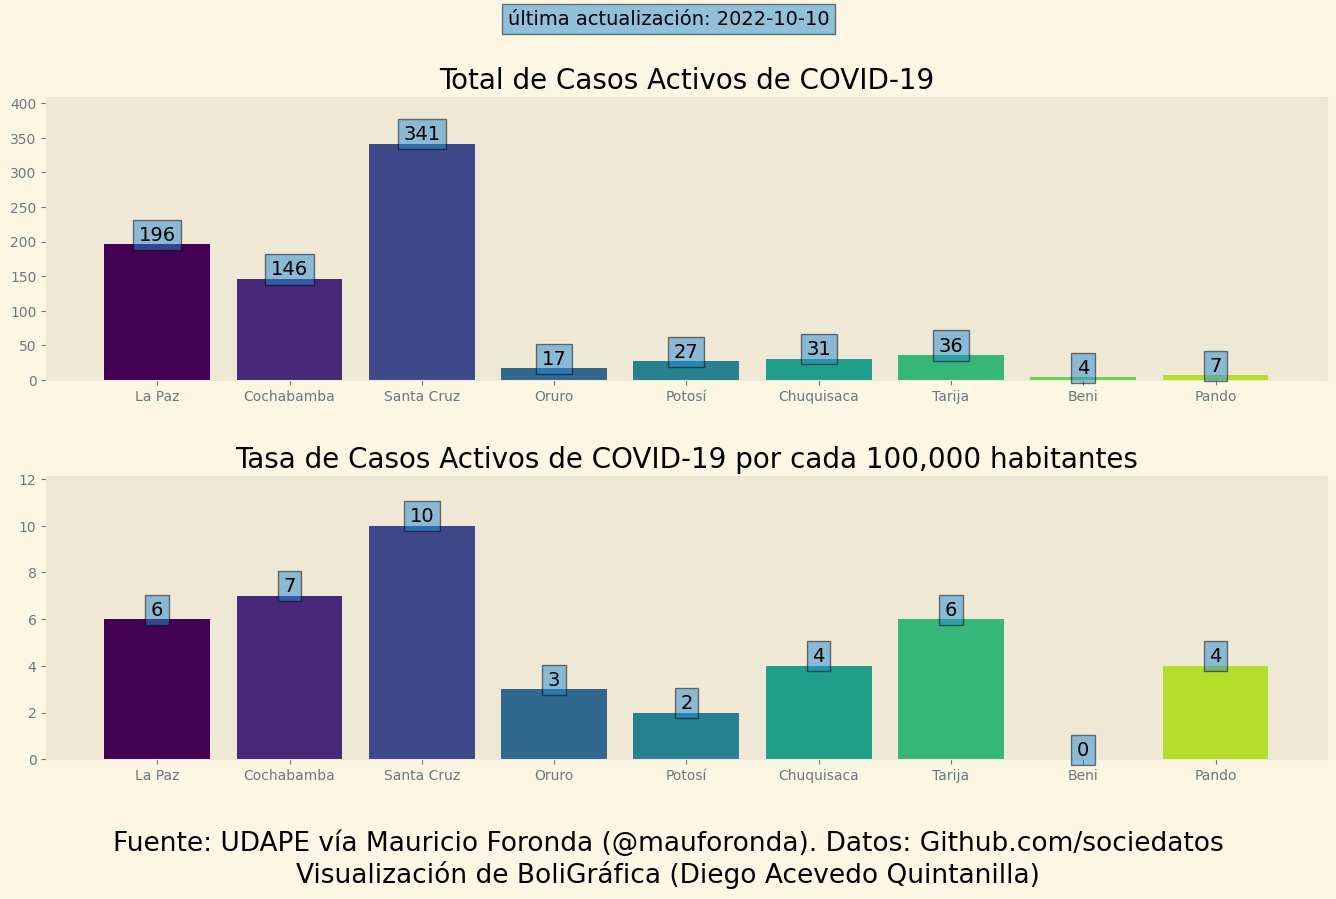 última actualización: 2022-10-10
Total de Casos Activos de COVID-19
400
350
300
250
200
150
100
50
0
196
146
341
17
27
31
36
4
7
La Paz
Cochabamba
Santa Cruz
Oruro
Potosí
Chuquisaca
Tarija
Beni
Pando
Tasa de Casos Activos de COVID-19 por cada 100,000 habitantes
12
10
8
6
4
2
0
6
7
10
3
2
4
6
0
4
La Paz
Cochabamba
Santa Cruz
Oruro
Potosí
Chuquisaca
Tarija
Beni
Pando
Fuente: UDAPE vía Mauricio Foronda (@mauforonda). Datos: Github.com/sociedatos
Visualización de BoliGráfica (Diego Acevedo Quintanilla)